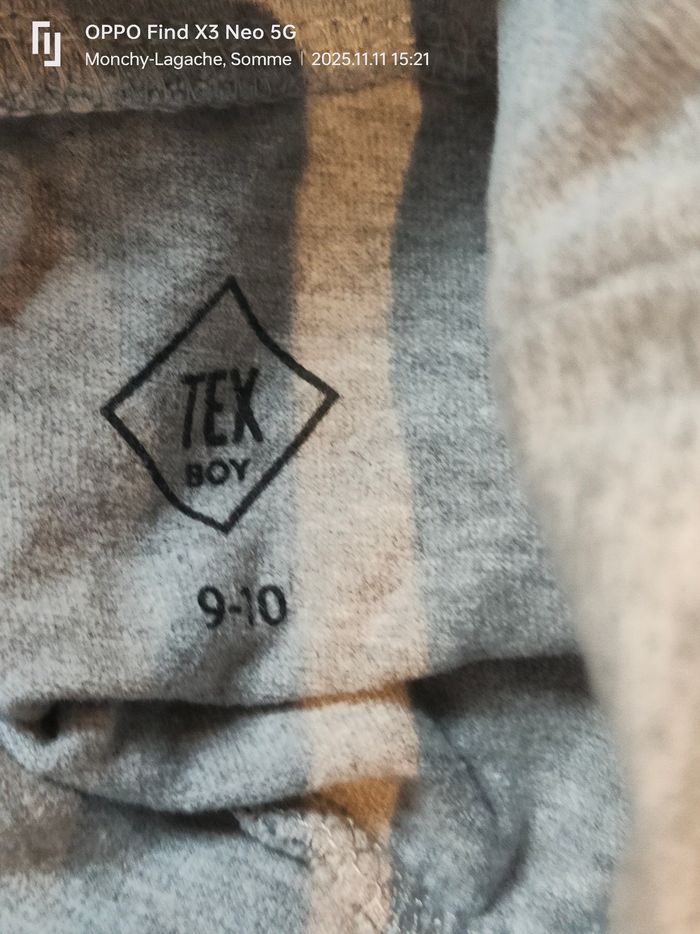 OPPO Find X3 Neo 5G
Monchy-Lagache, Somme | 2025.11.11 15:21
TEX
BOY
9-10